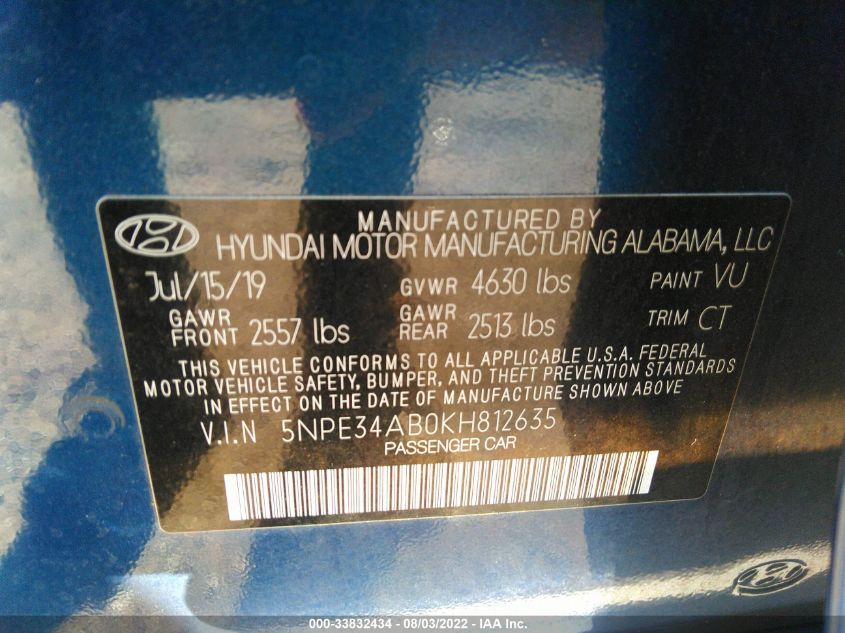 MANUFACTURED BY
HYUNDAI MOTOR MANUFACTURING ALABAMA, LLC
Jul/15/19 GVWR 4630 lbs PAINT VU
GAWR FRONT 2557 lbs GAWR REAR 2513 lbs TRIM CT
THIS VEHICLE CONFORMS TO ALL APPLICABLE U.S.A. FEDERAL
MOTOR VEHICLE SAFETY, BUMPER, AND THEFT PREVENTION STANDARDS
IN EFFECT ON THE DATE OF MANUFACTURE SHOWN ABOVE
V.I.N 5NPE34AB0KH812635
PASSENGER CAR
000-33832434 - 08/03/2022 - IAA Inc.